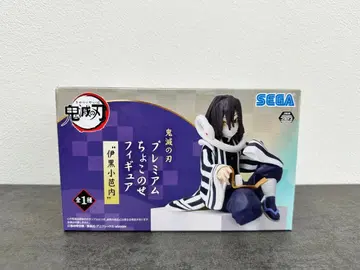 鬼滅の刃
SEGA
鬼滅の刃
プレミアム
ちょこのせ
フィギュア
“伊黒小芭内”
全1種